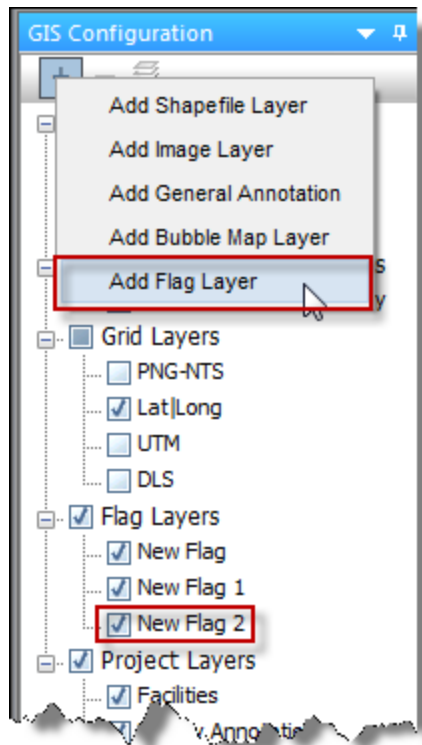 GIS Configuration
Add Shapefile Layer
Add Image Layer
Add General Annotation
Add Bubble Map Layer
Add Flag Layer
Grid Layers
PNG-NTS
Lat|Long
UTM
DLS
Flag Layers
New Flag
New Flag 1
New Flag 2
Project Layers
Facilities